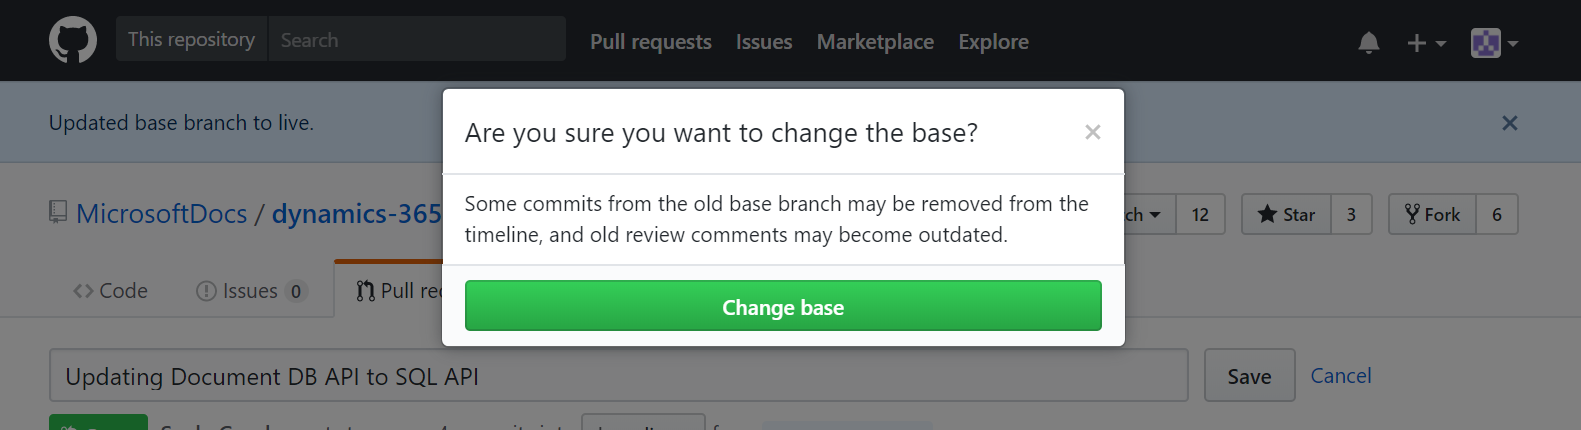 This repository Search Pull requests Issues Marketplace Explore
Updated base branch to live.
Are you sure you want to change the base?
MicrosoftDocs / dynamics-365
Some commits from the old base branch may be removed from the
timeline, and old review comments may become outdated.
12 Star 3 Fork 6
Code Issues 0 Pull
Change base
Updating Document DB API to SQL API
Save Cancel